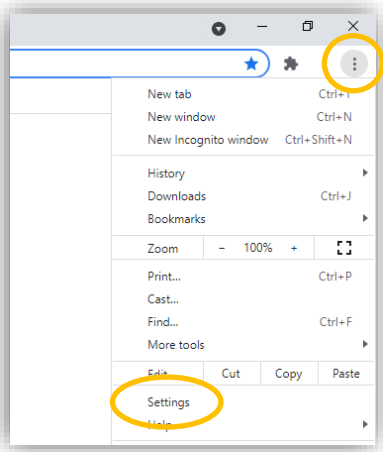 New tab Ctrl+T
New window Ctrl+N
New Incognito window Ctrl+Shift+N
History
Downloads Ctrl+J
Bookmarks
Zoom - 100% +
Print... Ctrl+P
Cast...
Find... Ctrl+F
More tools
Edit Cut Copy Paste
Settings
Help